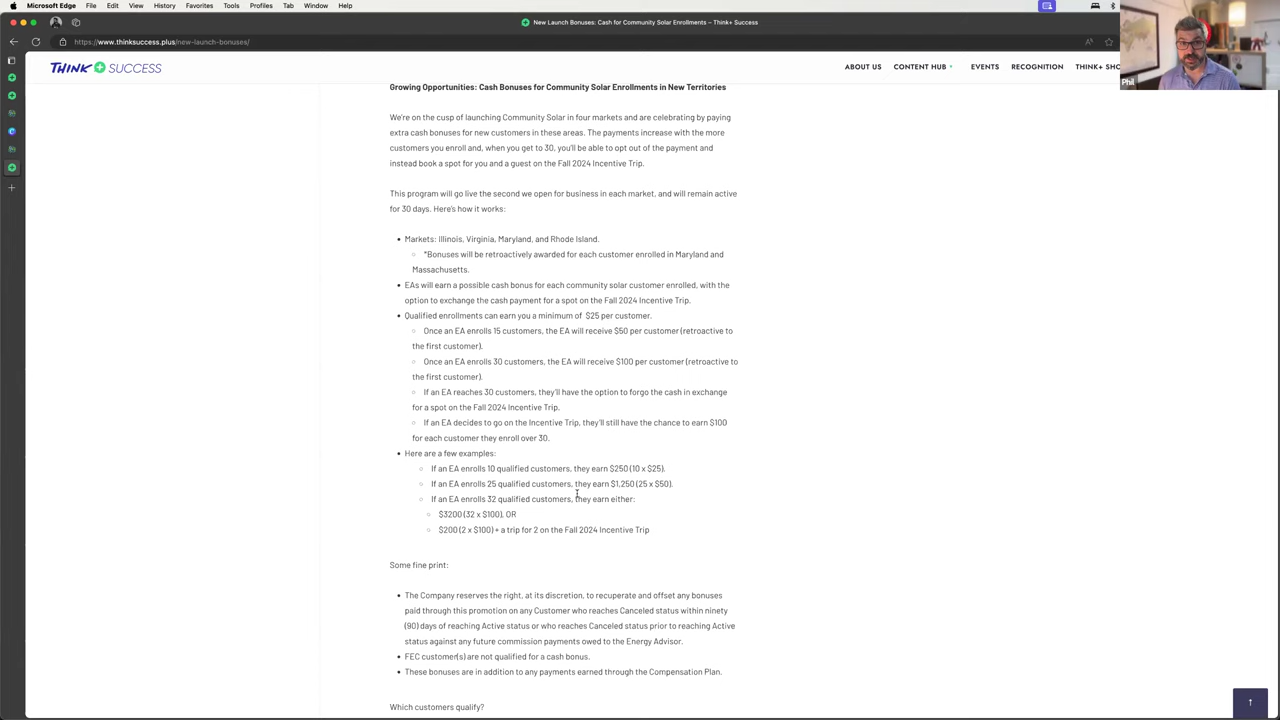 Microsoft Edge File Edit View History Favorites Tools Profiles Tab Window Help
New Launch Bonuses: Cash for Community Solar Enrollments – Think+ Success
https://www.thinksuccess.plus/new-launch-bonuses/
THINK + SUCCESS
ABOUT US CONTENT HUB EVENTS RECOGNITION THINK+ SHO
Phil
Growing Opportunities: Cash Bonuses for Community Solar Enrollments in New Territories
We're on the cusp of launching Community Solar in four markets and are celebrating by paying
extra cash bonuses for new customers in these areas. The payments increase with the more
customers you enroll and, when you get to 30, you'll be able to opt out of the payment and
instead book a spot for you and a guest on the Fall 2024 Incentive Trip.
This program will go live the second we open for business in each market, and will remain active
for 30 days. Here's how it works:
Markets: Illinois, Virginia, Maryland, and Rhode Island.
*Bonuses will be retroactively awarded for each customer enrolled in Maryland and
Massachusetts.
EAs will earn a possible cash bonus for each community solar customer enrolled, with the
option to exchange the cash payment for a spot on the Fall 2024 Incentive Trip.
Qualified enrollments can earn you a minimum of $25 per customer.
Once an EA enrolls 15 customers, the EA will receive $50 per customer (retroactive to
the first customer).
Once an EA enrolls 30 customers, the EA will receive $100 per customer (retroactive to
the first customer).
If an EA reaches 30 customers, they'll have the option to forgo the cash in exchange
for a spot on the Fall 2024 Incentive Trip.
If an EA decides to go on the Incentive Trip, they'll still have the chance to earn $100
for each customer they enroll over 30.
Here are a few examples:
If an EA enrolls 10 qualified customers, they earn $250 (10 x $25).
If an EA enrolls 25 qualified customers, they earn $1,250 (25 x $50).
If an EA enrolls 32 qualified customers, they earn either:
$3200 (32 x $100), OR
$200 (2 x $100) + a trip for 2 on the Fall 2024 Incentive Trip
Some fine print:
The Company reserves the right, at its discretion, to recuperate and offset any bonuses
paid through this promotion on any Customer who reaches Canceled status within ninety
(90) days of reaching Active status or who reaches Canceled status prior to reaching Active
status against any future commission payments owed to the Energy Advisor.
FEC customer(s) are not qualified for a cash bonus.
These bonuses are in addition to any payments earned through the Compensation Plan.
Which customers qualify?